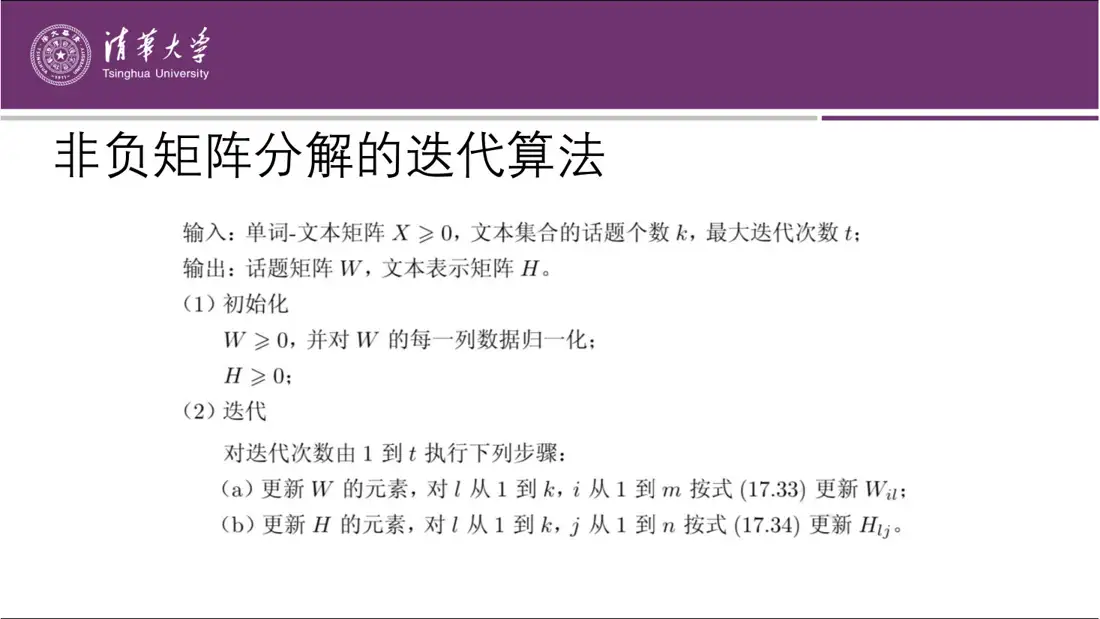 清华大学
Tsinghua University
非负矩阵分解的迭代算法
输入：单词-文本矩阵 X ⩾ 0，文本集合的话题个数 k，最大迭代次数 t；
输出：话题矩阵 W，文本表示矩阵 H。
（1）初始化
W ⩾ 0，并对 W 的每一列数据归一化；
H ⩾ 0；
（2）迭代
对迭代次数由 1 到 t 执行下列步骤：
（a）更新 W 的元素，对 l 从 1 到 k，i 从 1 到 m 按式 (17.33) 更新 W_{il}；
（b）更新 H 的元素，对 l 从 1 到 k，j 从 1 到 n 按式 (17.34) 更新 H_{lj}。